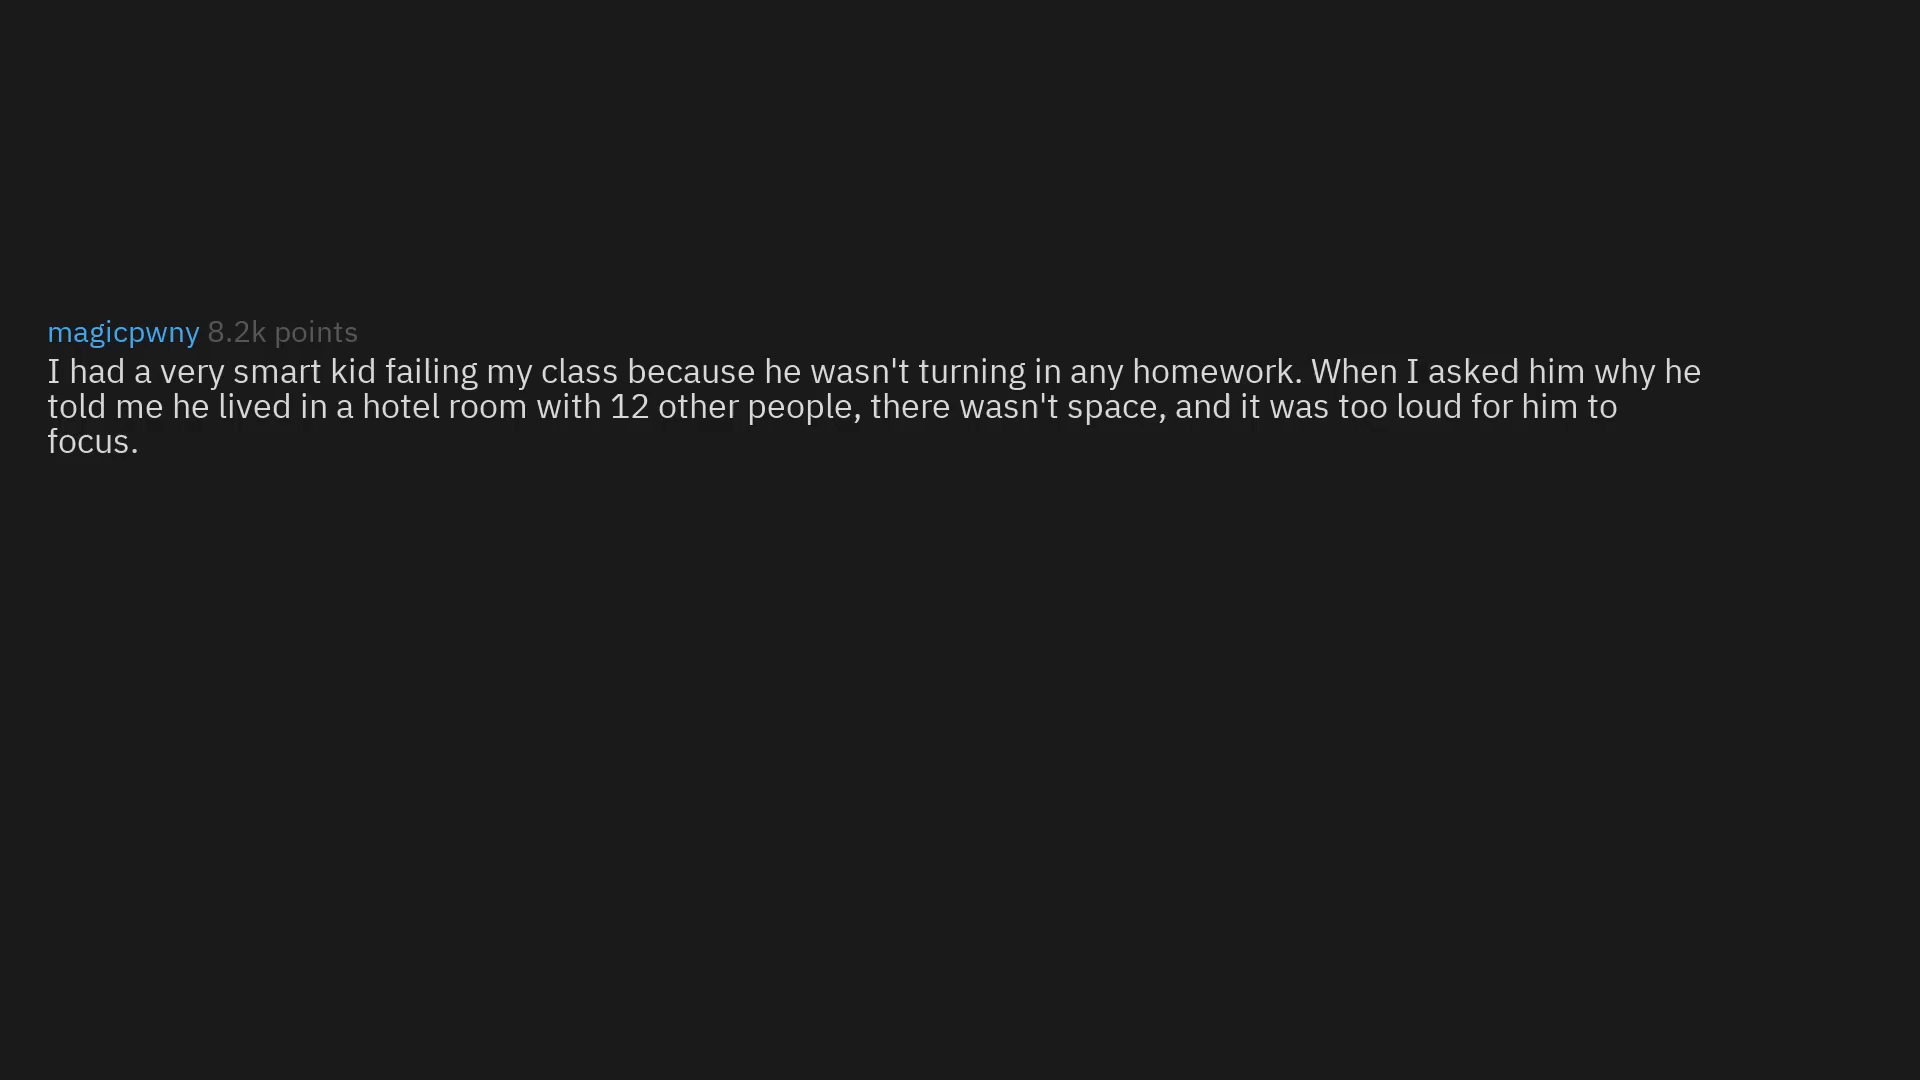 magicpwny 8.2k points
I had a very smart kid failing my class because he wasn't turning in any homework. When I asked him why he
told me he lived in a hotel room with 12 other people, there wasn't space, and it was too loud for him to
focus.